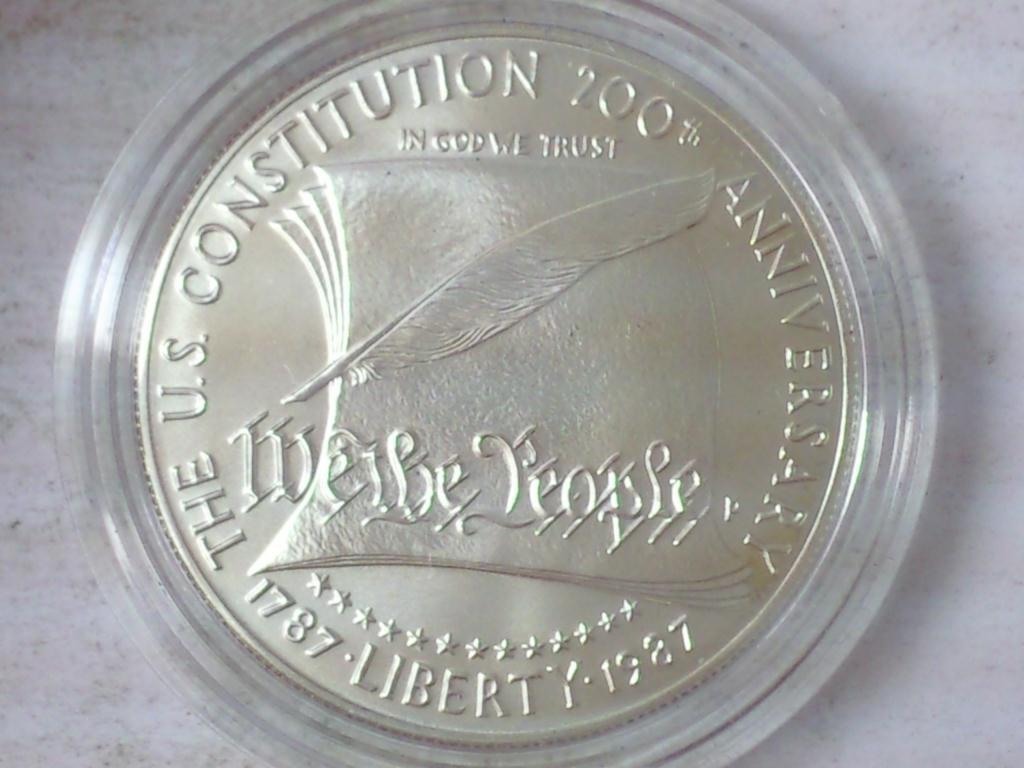 THE U.S. CONSTITUTION 200th ANNIVERSARY
IN GOD WE TRUST
We the People,
P
1787 · LIBERTY · 1987